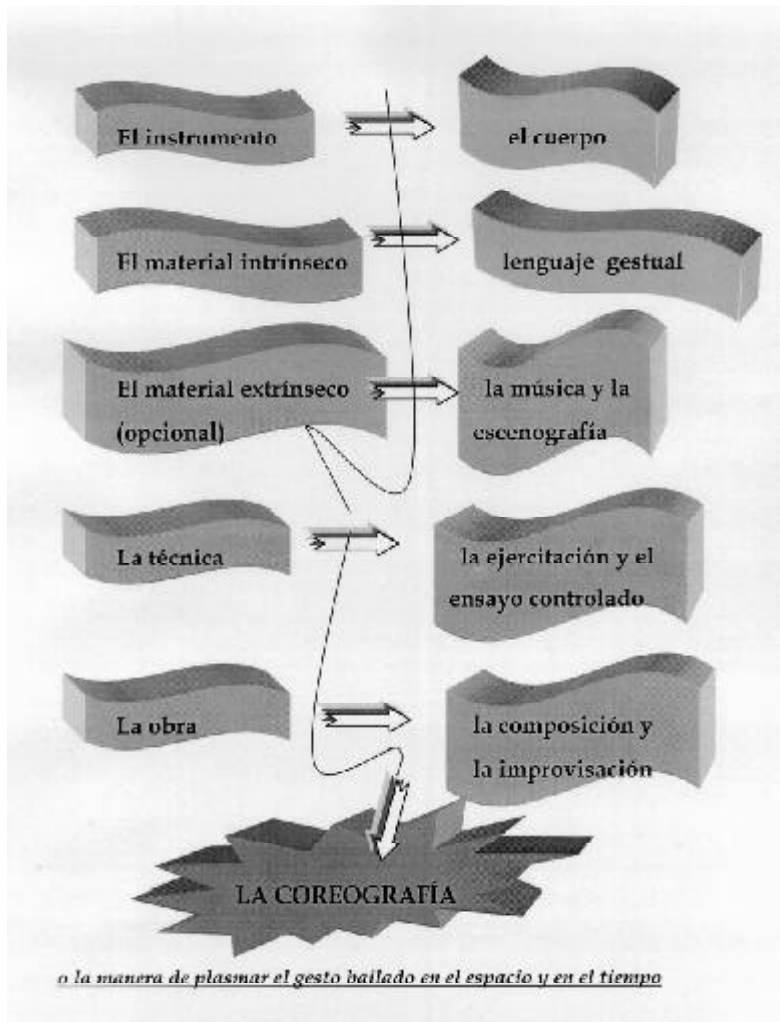 El instrumento
el cuerpo
El material intrínseco
lenguaje gestual
El material extrínseco
(opcional)
la música y la
escenografía
La técnica
la ejercitación y el
ensayo controlado
La obra
la composición y
la improvisación
LA COREOGRAFÍA
o la manera de plasmar el gesto bailado en el espacio y en el tiempo